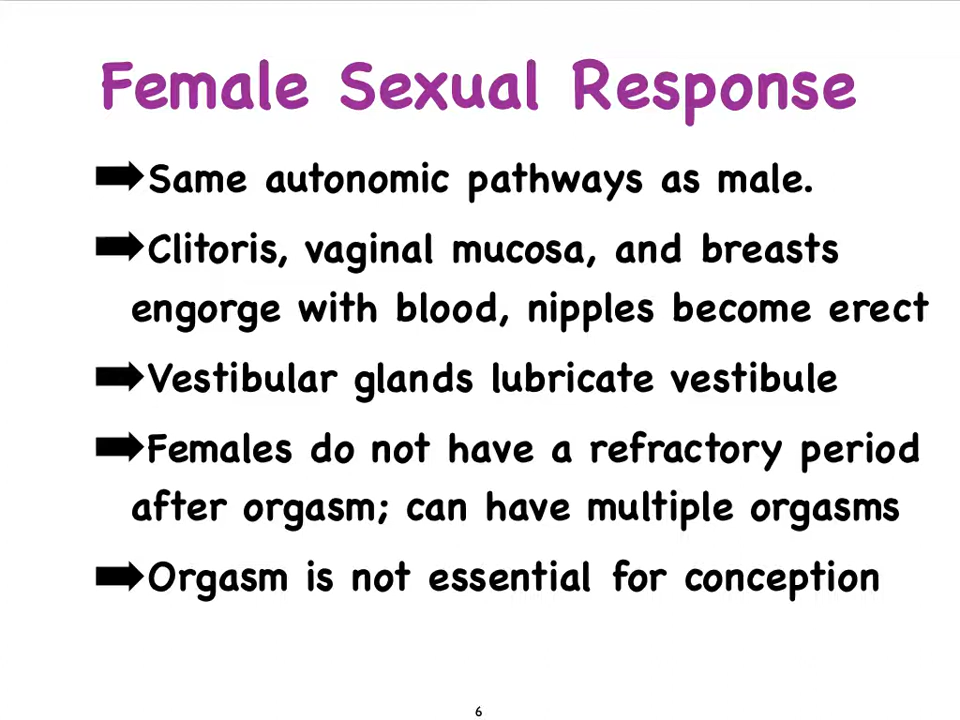 Female Sexual Response
➡Same autonomic pathways as male.
➡Clitoris, vaginal mucosa, and breasts
engorge with blood, nipples become erect
➡Vestibular glands lubricate vestibule
➡Females do not have a refractory period
after orgasm; can have multiple orgasms
➡Orgasm is not essential for conception
6